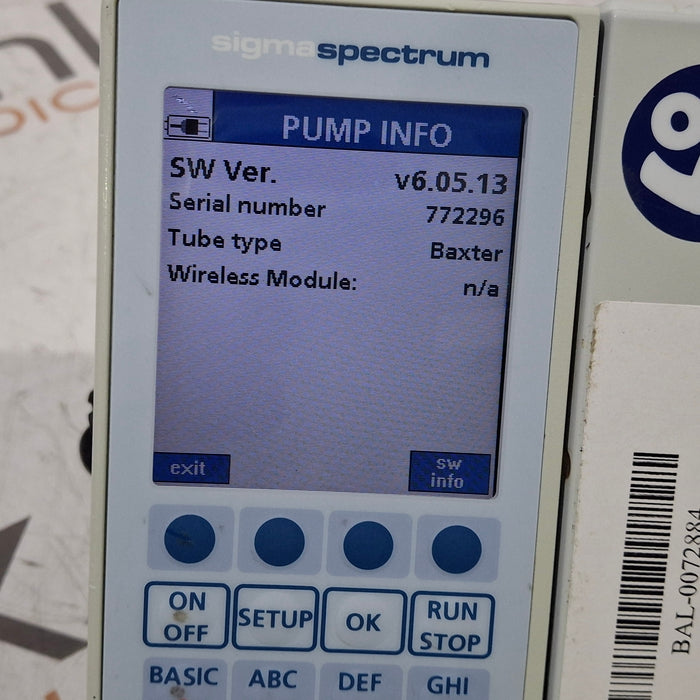 sigmaspectrum
PUMP INFO
SW Ver. v6.05.13
Serial number 772296
Tube type Baxter
Wireless Module: n/a
exit
sw
info
ON
OFF
SETUP
OK
RUN
STOP
BASIC
ABC
DEF
GHI
BAL-0072884